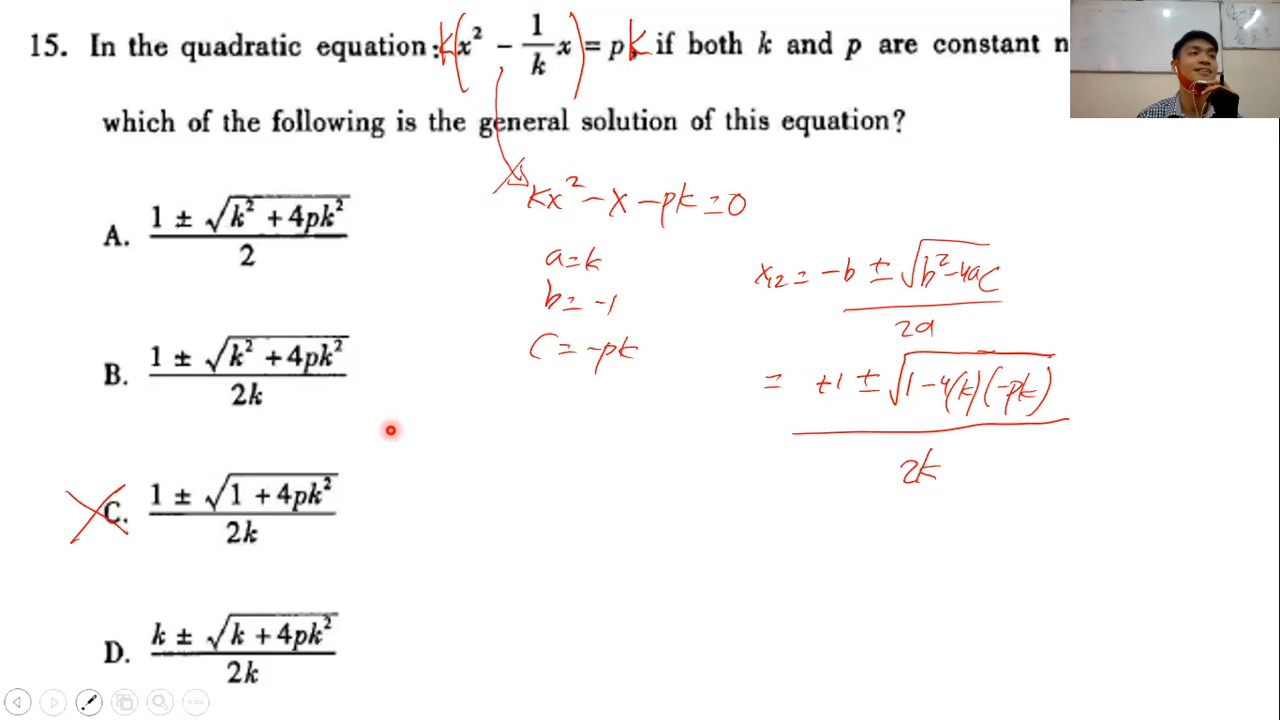 15. In the quadratic equation: k(x² − 1/k x) = pk, if both k and p are constant n
which of the following is the general solution of this equation?
kx² − x − pk = 0
A. (1 ± √(k² + 4pk²))/2
a = k
b = −1
c = −pk
x₁₂ = (−b ± √(b² − 4ac))/2a
B. (1 ± √(k² + 4pk²))/2k
= (+1 ± √(1 − 4(k)(−pk)))/2k
C. (1 ± √(1 + 4pk²))/2k
D. (k ± √(k + 4pk²))/2k